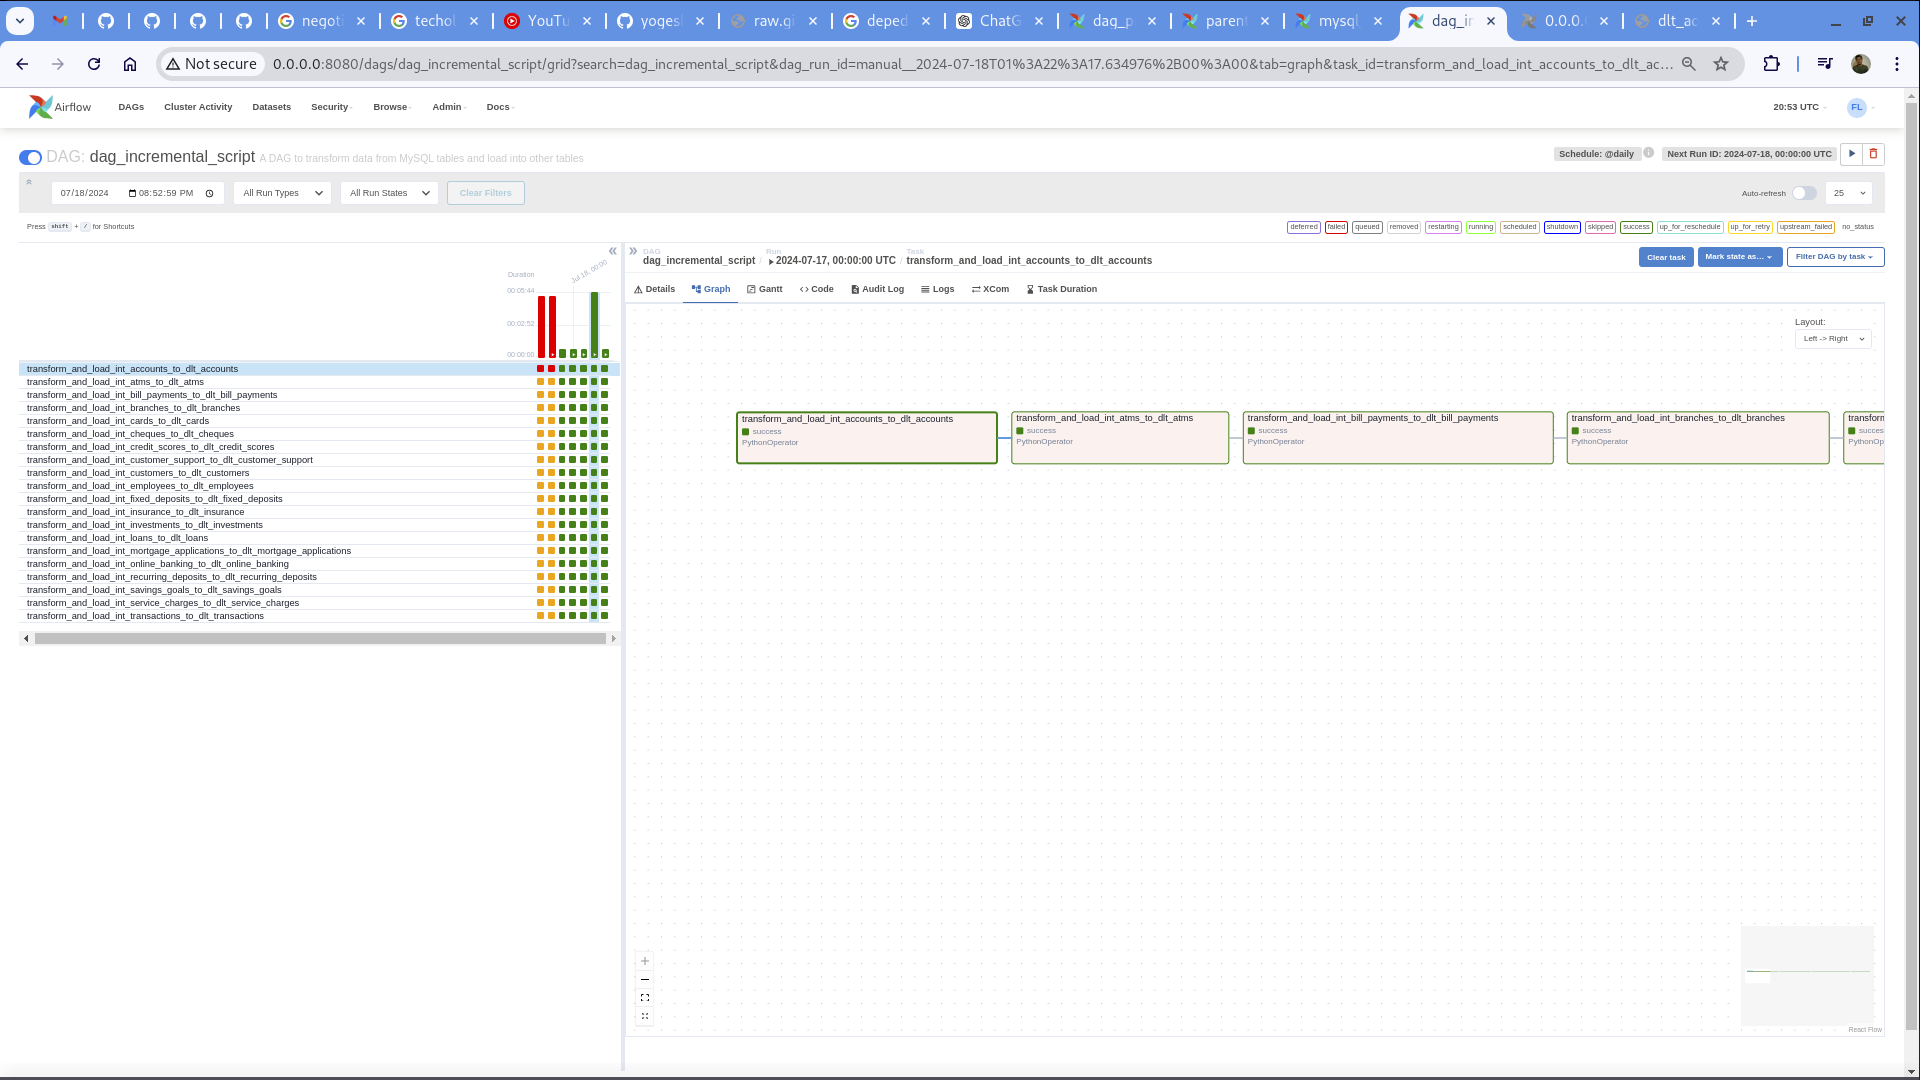 negoti
techol
YouTu
yogesl
raw.gi
deped
ChatG
dag_p
paren
mysql
dag_in
0.0.0.
dlt_ac
Not secure
0.0.0.0:8080/dags/dag_incremental_script/grid?search=dag_incremental_script&dag_run_id=manual__2024-07-18T01%3A22%3A17.634976%2B00%3A00&tab=graph&task_id=transform_and_load_int_accounts_to_dlt_ac...
Airflow DAGs Cluster Activity Datasets Security Browse Admin Docs 20:53 UTC FL
DAG: dag_incremental_script A DAG to transform data from MySQL tables and load into other tables
Schedule: @daily Next Run ID: 2024-07-18, 00:00:00 UTC
07/18/2024 08:52:59 PM All Run Types All Run States Clear Filters Auto-refresh 25
Press shift + / for Shortcuts
deferred failed queued removed restarting running scheduled shutdown skipped success up_for_reschedule up_for_retry upstream_failed no_status
DAG Run Task
dag_incremental_script / 2024-07-17, 00:00:00 UTC / transform_and_load_int_accounts_to_dlt_accounts
Clear task Mark state as... Filter DAG by task
Details Graph Gantt Code Audit Log Logs XCom Task Duration
Jul 18, 00:00
Duration
00:05:44
00:02:52
00:00:00
transform_and_load_int_accounts_to_dlt_accounts
transform_and_load_int_atms_to_dlt_atms
transform_and_load_int_bill_payments_to_dlt_bill_payments
transform_and_load_int_branches_to_dlt_branches
transform_and_load_int_cards_to_dlt_cards
transform_and_load_int_cheques_to_dlt_cheques
transform_and_load_int_credit_scores_to_dlt_credit_scores
transform_and_load_int_customer_support_to_dlt_customer_support
transform_and_load_int_customers_to_dlt_customers
transform_and_load_int_employees_to_dlt_employees
transform_and_load_int_fixed_deposits_to_dlt_fixed_deposits
transform_and_load_int_insurance_to_dlt_insurance
transform_and_load_int_investments_to_dlt_investments
transform_and_load_int_loans_to_dlt_loans
transform_and_load_int_mortgage_applications_to_dlt_mortgage_applications
transform_and_load_int_online_banking_to_dlt_online_banking
transform_and_load_int_recurring_deposits_to_dlt_recurring_deposits
transform_and_load_int_savings_goals_to_dlt_savings_goals
transform_and_load_int_service_charges_to_dlt_service_charges
transform_and_load_int_transactions_to_dlt_transactions
Layout:
Left -> Right
transform_and_load_int_accounts_to_dlt_accounts
success
PythonOperator
transform_and_load_int_atms_to_dlt_atms
success
PythonOperator
transform_and_load_int_bill_payments_to_dlt_bill_payments
success
PythonOperator
transform_and_load_int_branches_to_dlt_branches
success
PythonOperator
transform
succes
PythonOp
React Flow